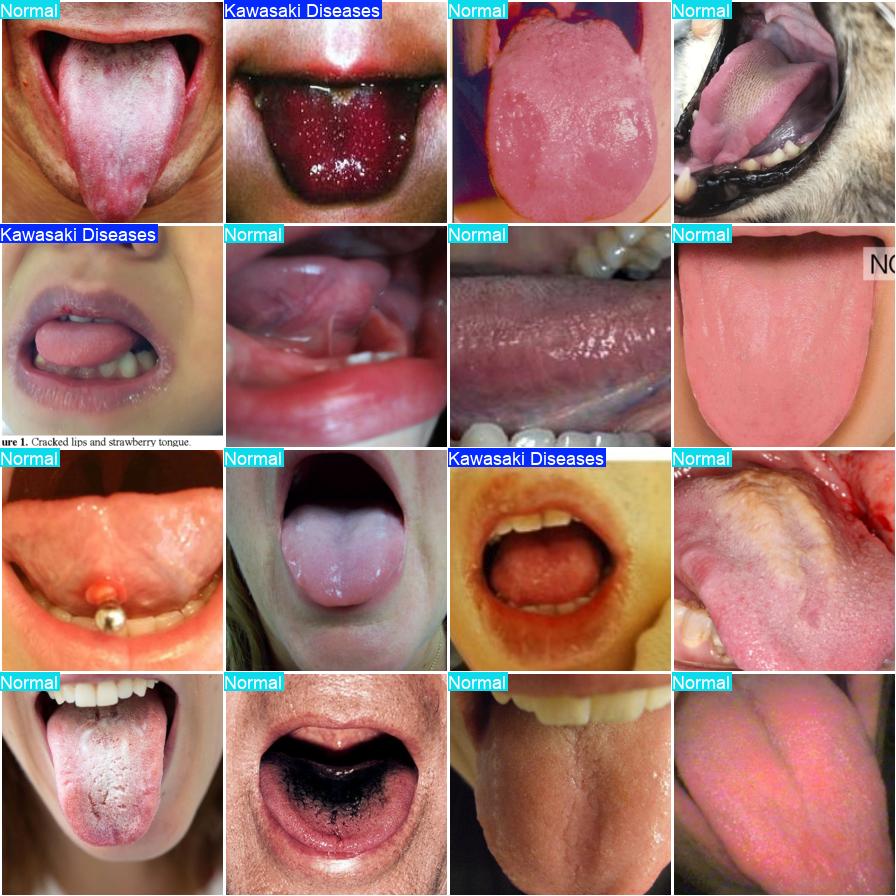 Normal
Kawasaki Diseases
Normal
Normal
Kawasaki Diseases
Normal
Normal
Normal
NO
ure 1. Cracked lips and strawberry tongue.
Normal
Normal
Kawasaki Diseases
Normal
Normal
Normal
Normal
Normal